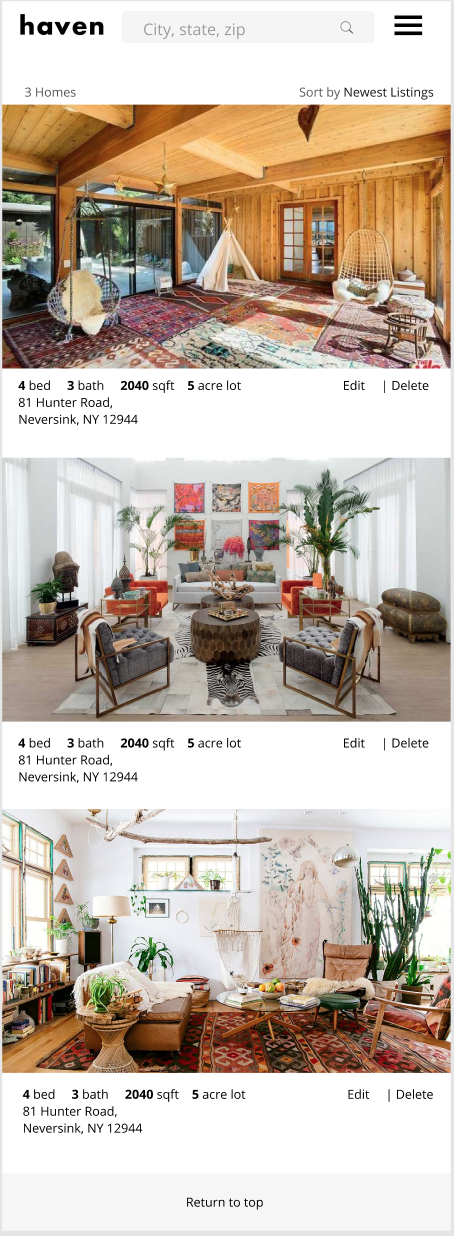 haven
City, state, zip
3 Homes Sort by Newest Listings
4 bed 3 bath 2040 sqft 5 acre lot Edit | Delete
81 Hunter Road,
Neversink, NY 12944
4 bed 3 bath 2040 sqft 5 acre lot Edit | Delete
81 Hunter Road,
Neversink, NY 12944
4 bed 3 bath 2040 sqft 5 acre lot Edit | Delete
81 Hunter Road,
Neversink, NY 12944
Return to top